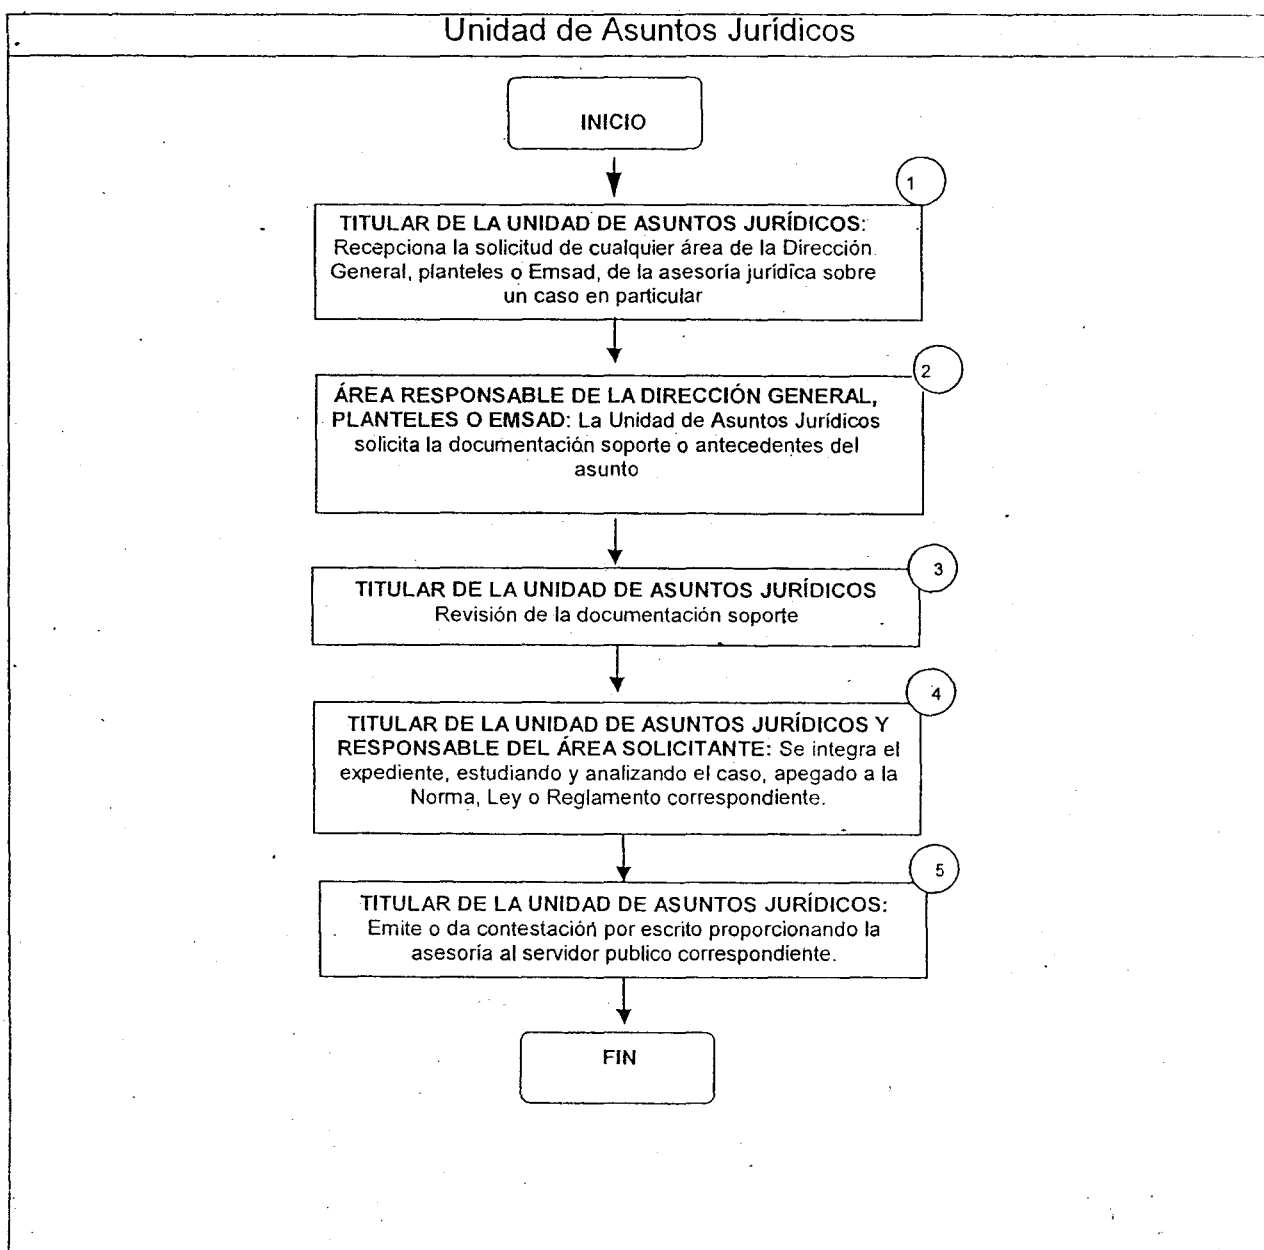 Unidad de Asuntos Jurídicos
INICIO
1
TITULAR DE LA UNIDAD DE ASUNTOS JURÍDICOS:
Recepciona la solicitud de cualquier área de la Dirección
General, planteles o Emsad, de la asesoría jurídica sobre
un caso en particular
2
ÁREA RESPONSABLE DE LA DIRECCIÓN GENERAL,
PLANTELES O EMSAD: La Unidad de Asuntos Jurídicos
solicita la documentación soporte o antecedentes del
asunto
3
TITULAR DE LA UNIDAD DE ASUNTOS JURÍDICOS
Revisión de la documentación soporte
4
TITULAR DE LA UNIDAD DE ASUNTOS JURÍDICOS Y
RESPONSABLE DEL ÁREA SOLICITANTE: Se integra el
expediente, estudiando y analizando el caso, apegado a la
Norma, Ley o Reglamento correspondiente.
5
TITULAR DE LA UNIDAD DE ASUNTOS JURÍDICOS:
Emite o da contestación por escrito proporcionando la
asesoría al servidor publico correspondiente.
FIN